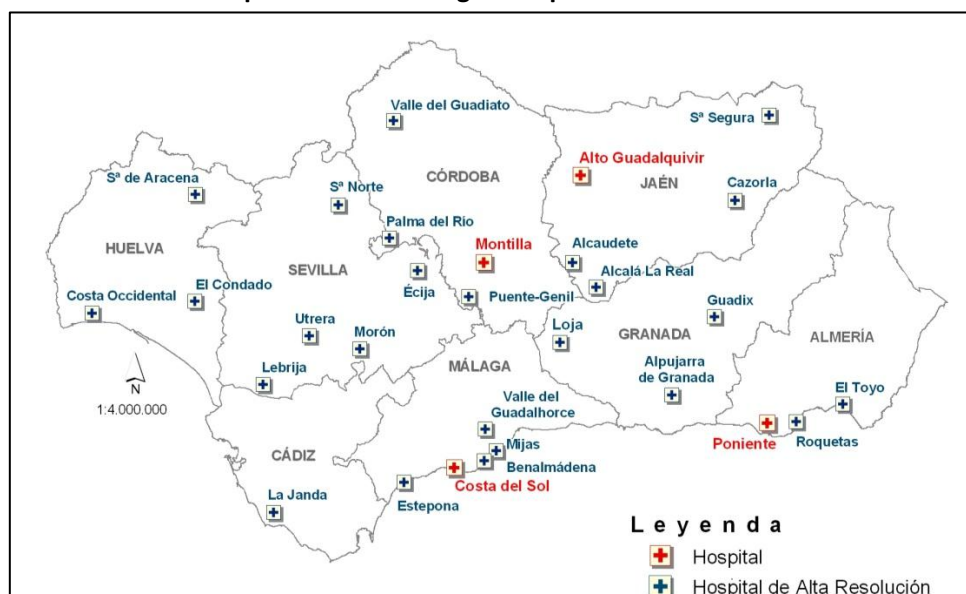 Valle del Guadiato
Sª Segura
Alto Guadalquivir
Sª de Aracena
Sª Norte
CÓRDOBA
JAÉN
Cazorla
Palma del Río
Montilla
HUELVA
SEVILLA
Alcaudete
Écija
Alcalá La Real
El Condado
Costa Occidental
Puente-Genil
Guadix
Utrera
Morón
Loja
GRANADA
ALMERÍA
MÁLAGA
Alpujarra
de Granada
Lebrija
N
1:4.000.000
Valle del
Guadalhorce
El Toyo
Mijas
Poniente
Roquetas
CÁDIZ
Benalmádena
Costa del Sol
La Janda
Estepona
Leyenda
Hospital
Hospital de Alta Resolución